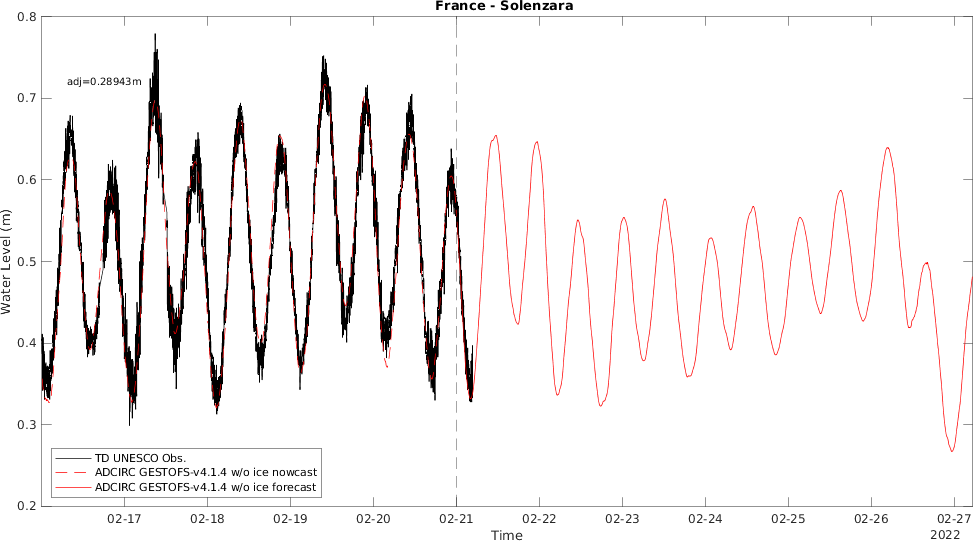 France - Solenzara
0.8
0.7
0.6
0.5
0.4
0.3
0.2
Water Level (m)
adj=0.28943m
TD UNESCO Obs.
ADCIRC GESTOFS-v4.1.4 w/o ice nowcast
ADCIRC GESTOFS-v4.1.4 w/o ice forecast
02-17 02-18 02-19 02-20 02-21 02-22 02-23 02-24 02-25 02-26 02-27
Time 2022